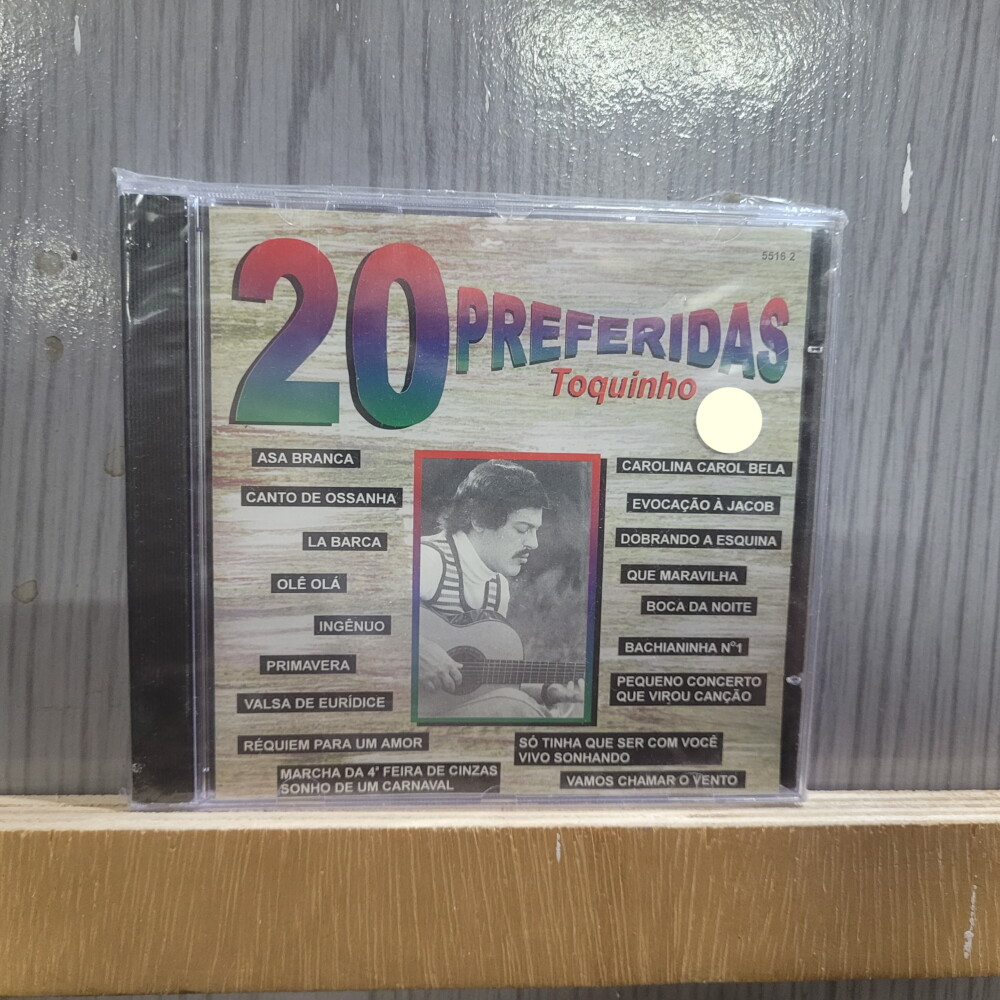 5516 2
20 PREFERIDAS
Toquinho
ASA BRANCA
CANTO DE OSSANHA
LA BARCA
OLÊ OLÁ
INGÊNUO
PRIMAVERA
VALSA DE EURÍDICE
RÉQUIEM PARA UM AMOR
MARCHA DA 4ª FEIRA DE CINZAS
SONHO DE UM CARNAVAL
CAROLINA CAROL BELA
EVOCAÇÃO À JACOB
DOBRANDO A ESQUINA
QUE MARAVILHA
BOCA DA NOITE
BACHIANINHA Nº1
PEQUENO CONCERTO
QUE VIROU CANÇÃO
SÓ TINHA QUE SER COM VOCÊ
VIVO SONHANDO
VAMOS CHAMAR O VENTO